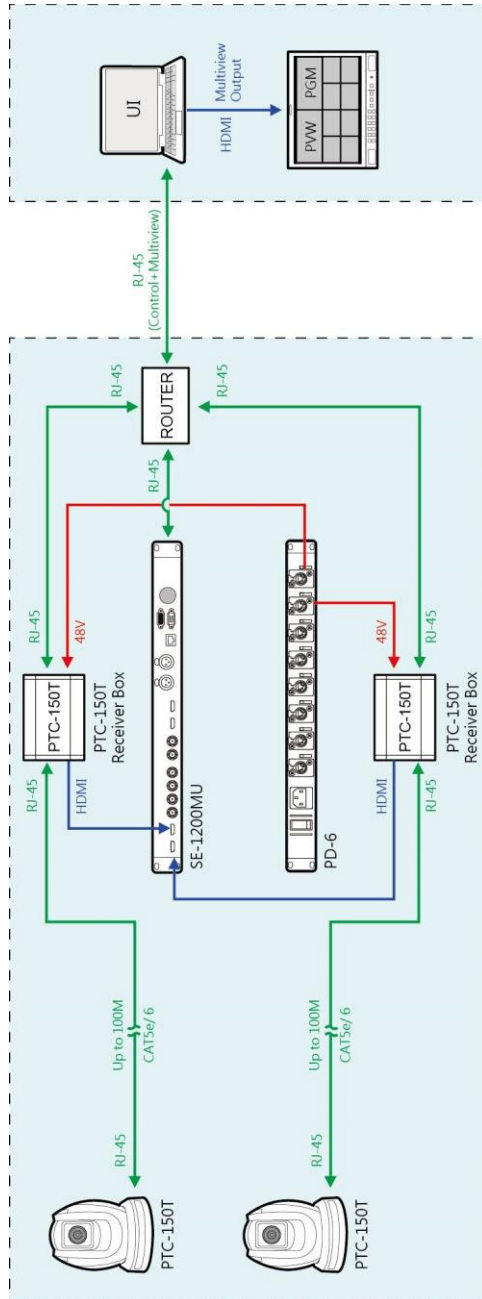 PTC-150T
RJ-45
Up to 100M
CAT5e/ 6
RJ-45
PTC-150T
PTC-150T
Receiver Box
RJ-45
48V
HDMI
RJ-45
SE-1200MU
RJ-45
ROUTER
RJ-45
(Control+Multiview)
UI
HDMI
Multiview
Output
PVW
PGM
PD-6
PTC-150T
RJ-45
Up to 100M
CAT5e/ 6
RJ-45
HDMI
PTC-150T
PTC-150T
Receiver Box
48V
RJ-45
RJ-45